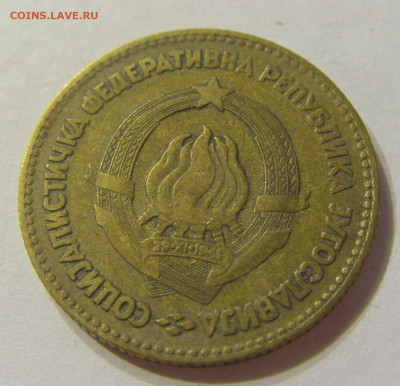 COINS.LAVE.RU
СОЦИЈАЛИСТИЧКА ФЕДЕРАТИВНА РЕПУБЛИКА ЈУГОСЛАВИЈА
29·XI·1943